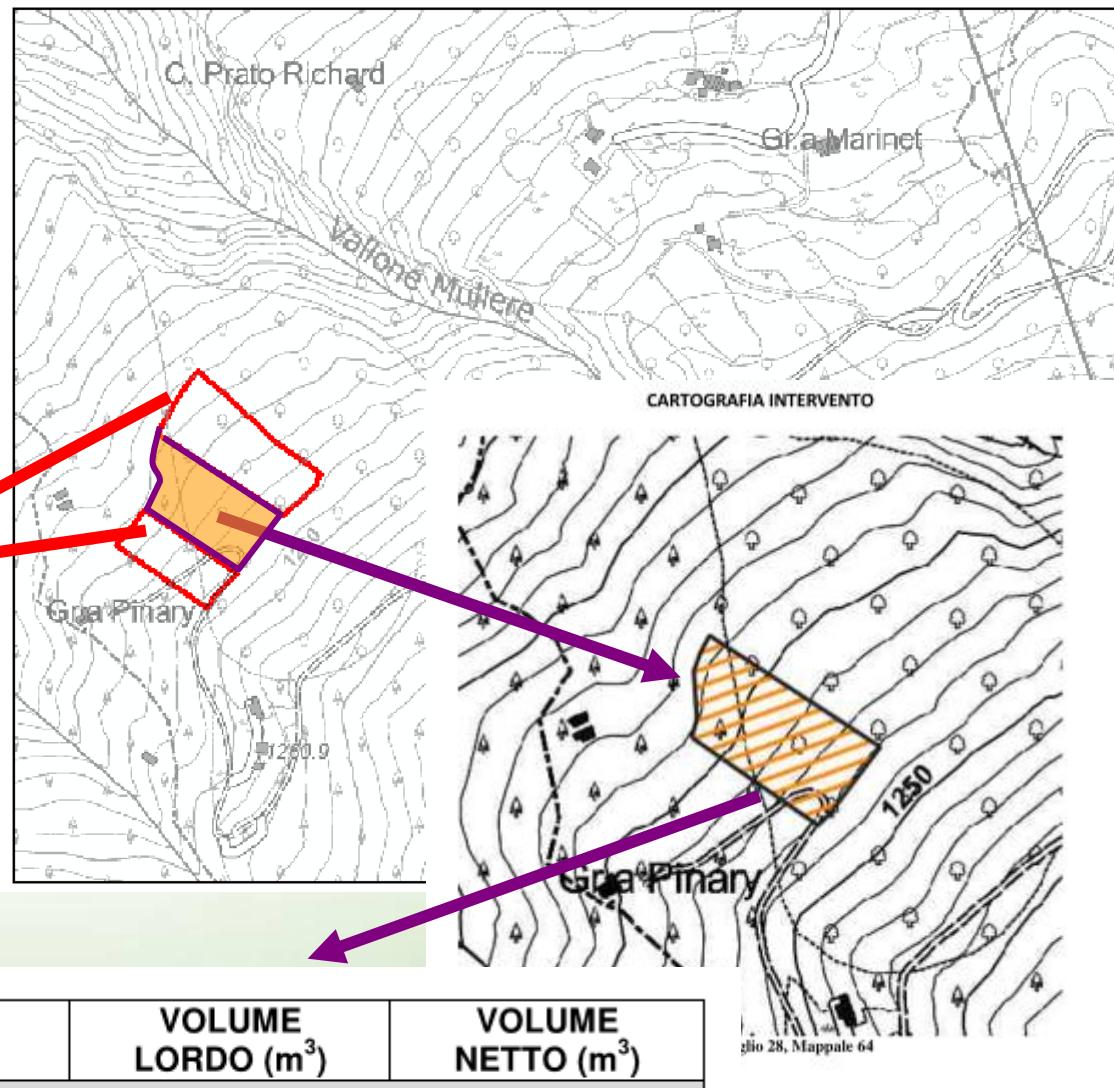 C. Prato Richard
Gr.a Marinet
Vallone Mullere
CARTOGRAFIA INTERVENTO
Gr.a Pinary
1260.9
1250
Gr.a Pinary
glio 28, Mappale 64
VOLUME
LORDO (m³)
VOLUME
NETTO (m³)